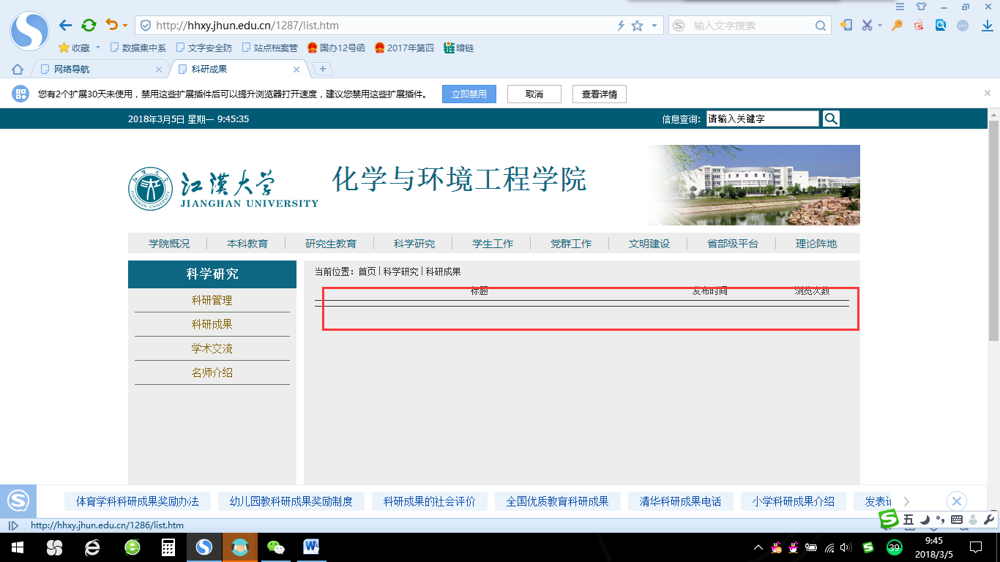 http://hhxy.jhun.edu.cn/1287/list.htm
输入文字搜索
收藏 数据集中系 文字安全防 站点档案管 国办12号函 2017年第四 暗链
网络导航 科研成果
您有2个扩展30天未使用，禁用这些扩展插件后可以提升浏览器打开速度，建议您禁用这些扩展插件。 立即禁用 取消 查看详情
2018年3月5日 星期一 9:45:35 信息查询: 请输入关键字
江汉大学
JIANGHAN UNIVERSITY
化学与环境工程学院
学院概况 本科教育 研究生教育 科学研究 学生工作 党群工作 文明建设 省部级平台 理论阵地
科学研究
科研管理
科研成果
学术交流
名师介绍
当前位置：首页 | 科学研究 | 科研成果
标题 发布时间 浏览次数
体育学科科研成果奖励办法 幼儿园教科研成果奖励制度 科研成果的社会评价 全国优质教育科研成果 清华科研成果电话 小学科研成果介绍 发表
五
http://hhxy.jhun.edu.cn/1286/list.htm
39
9:45
2018/3/5